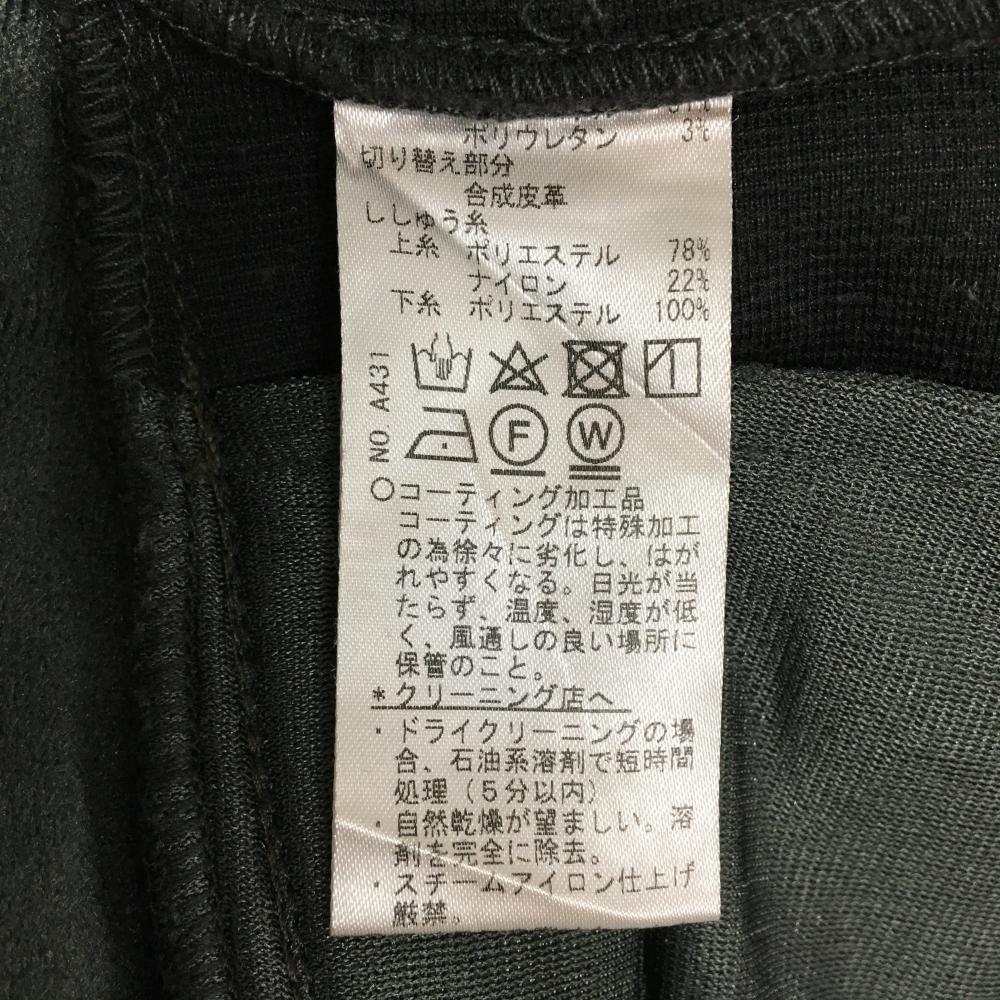 ポリウレタン 3%
切り替え部分
合成皮革
ししゅう糸
上糸 ポリエステル 78%
ナイロン 22%
下糸 ポリエステル 100%
NO. A431
F W
○コーティング加工品
コーティングは特殊加工
の為徐々に劣化し、はが
れやすくなる。日光が当
たらず、温度、湿度が低
く、風通しの良い場所に
保管のこと。
*クリーニング店へ
・ドライクリーニングの場
合、石油系溶剤で短時間
処理(5分以内)
・自然乾燥が望ましい。溶
剤を完全に除去。
・スチームアイロン仕上げ
厳禁。